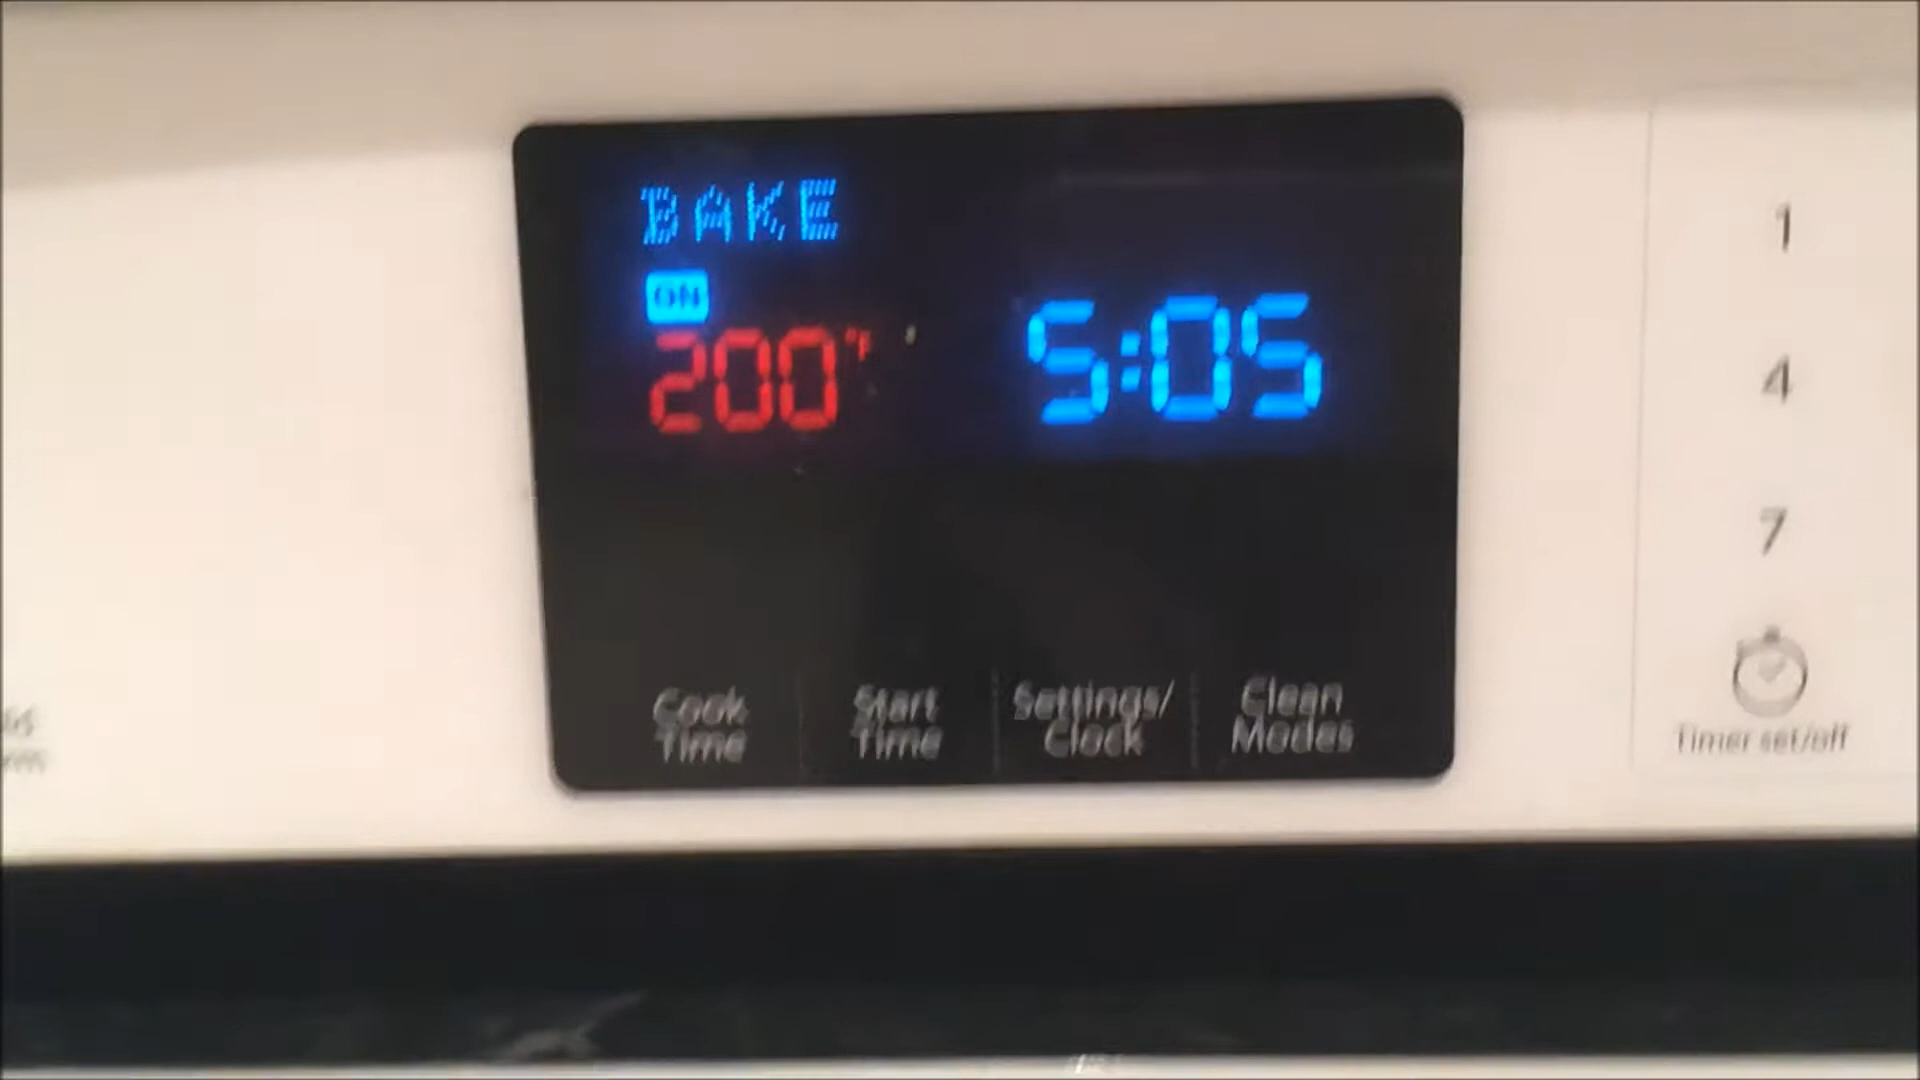 BAKE
ON
200°F
5:05
Cook
Time
Start
Time
Settings/
Clock
Clean
Modes
1
4
7
Timer set/off